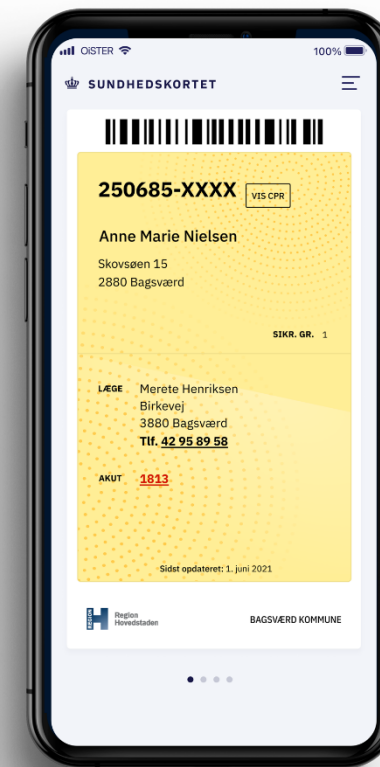 OiSTER
100%
SUNDHEDSKORTET
250685-XXXX VIS CPR
Anne Marie Nielsen
Skovsøen 15
2880 Bagsværd
SIKR. GR. 1
LÆGE Merete Henriksen
Birkevej
3880 Bagsværd
Tlf. 42 95 89 58
AKUT 1813
Sidst opdateret: 1. juni 2021
REGION
Region
Hovedstaden
BAGSVÆRD KOMMUNE